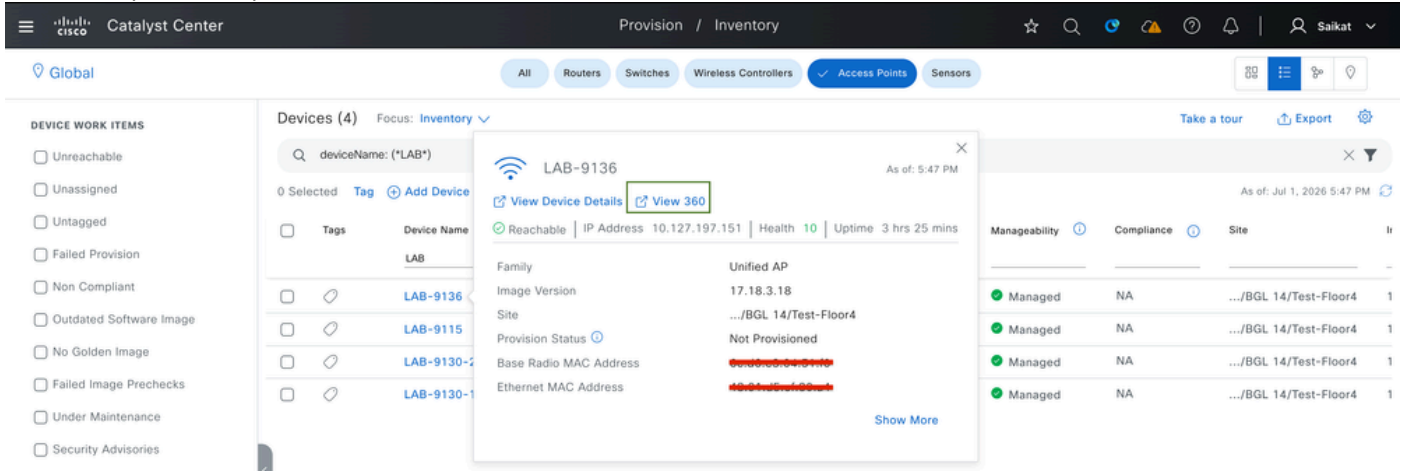 cisco Catalyst Center Provision / Inventory Saikat
Global All Routers Switches Wireless Controllers Access Points Sensors
DEVICE WORK ITEMS
Unreachable
Unassigned
Untagged
Failed Provision
Non Compliant
Outdated Software Image
No Golden Image
Failed Image Prechecks
Under Maintenance
Security Advisories
Devices (4) Focus: Inventory Take a tour Export
deviceName: (*LAB*)
0 Selected Tag Add Device As of: Jul 1, 2026 5:47 PM
Tags Device Name Manageability Compliance Site
LAB
LAB-9136 Managed NA .../BGL 14/Test-Floor4 1
LAB-9115 Managed NA .../BGL 14/Test-Floor4 1
LAB-9130-2 Managed NA .../BGL 14/Test-Floor4 1
LAB-9130-1 Managed NA .../BGL 14/Test-Floor4 1
LAB-9136 As of: 5:47 PM
View Device Details View 360
Reachable | IP Address 10.127.197.151 | Health 10 | Uptime 3 hrs 25 mins
Family Unified AP
Image Version 17.18.3.18
Site .../BGL 14/Test-Floor4
Provision Status Not Provisioned
Base Radio MAC Address
Ethernet MAC Address
Show More